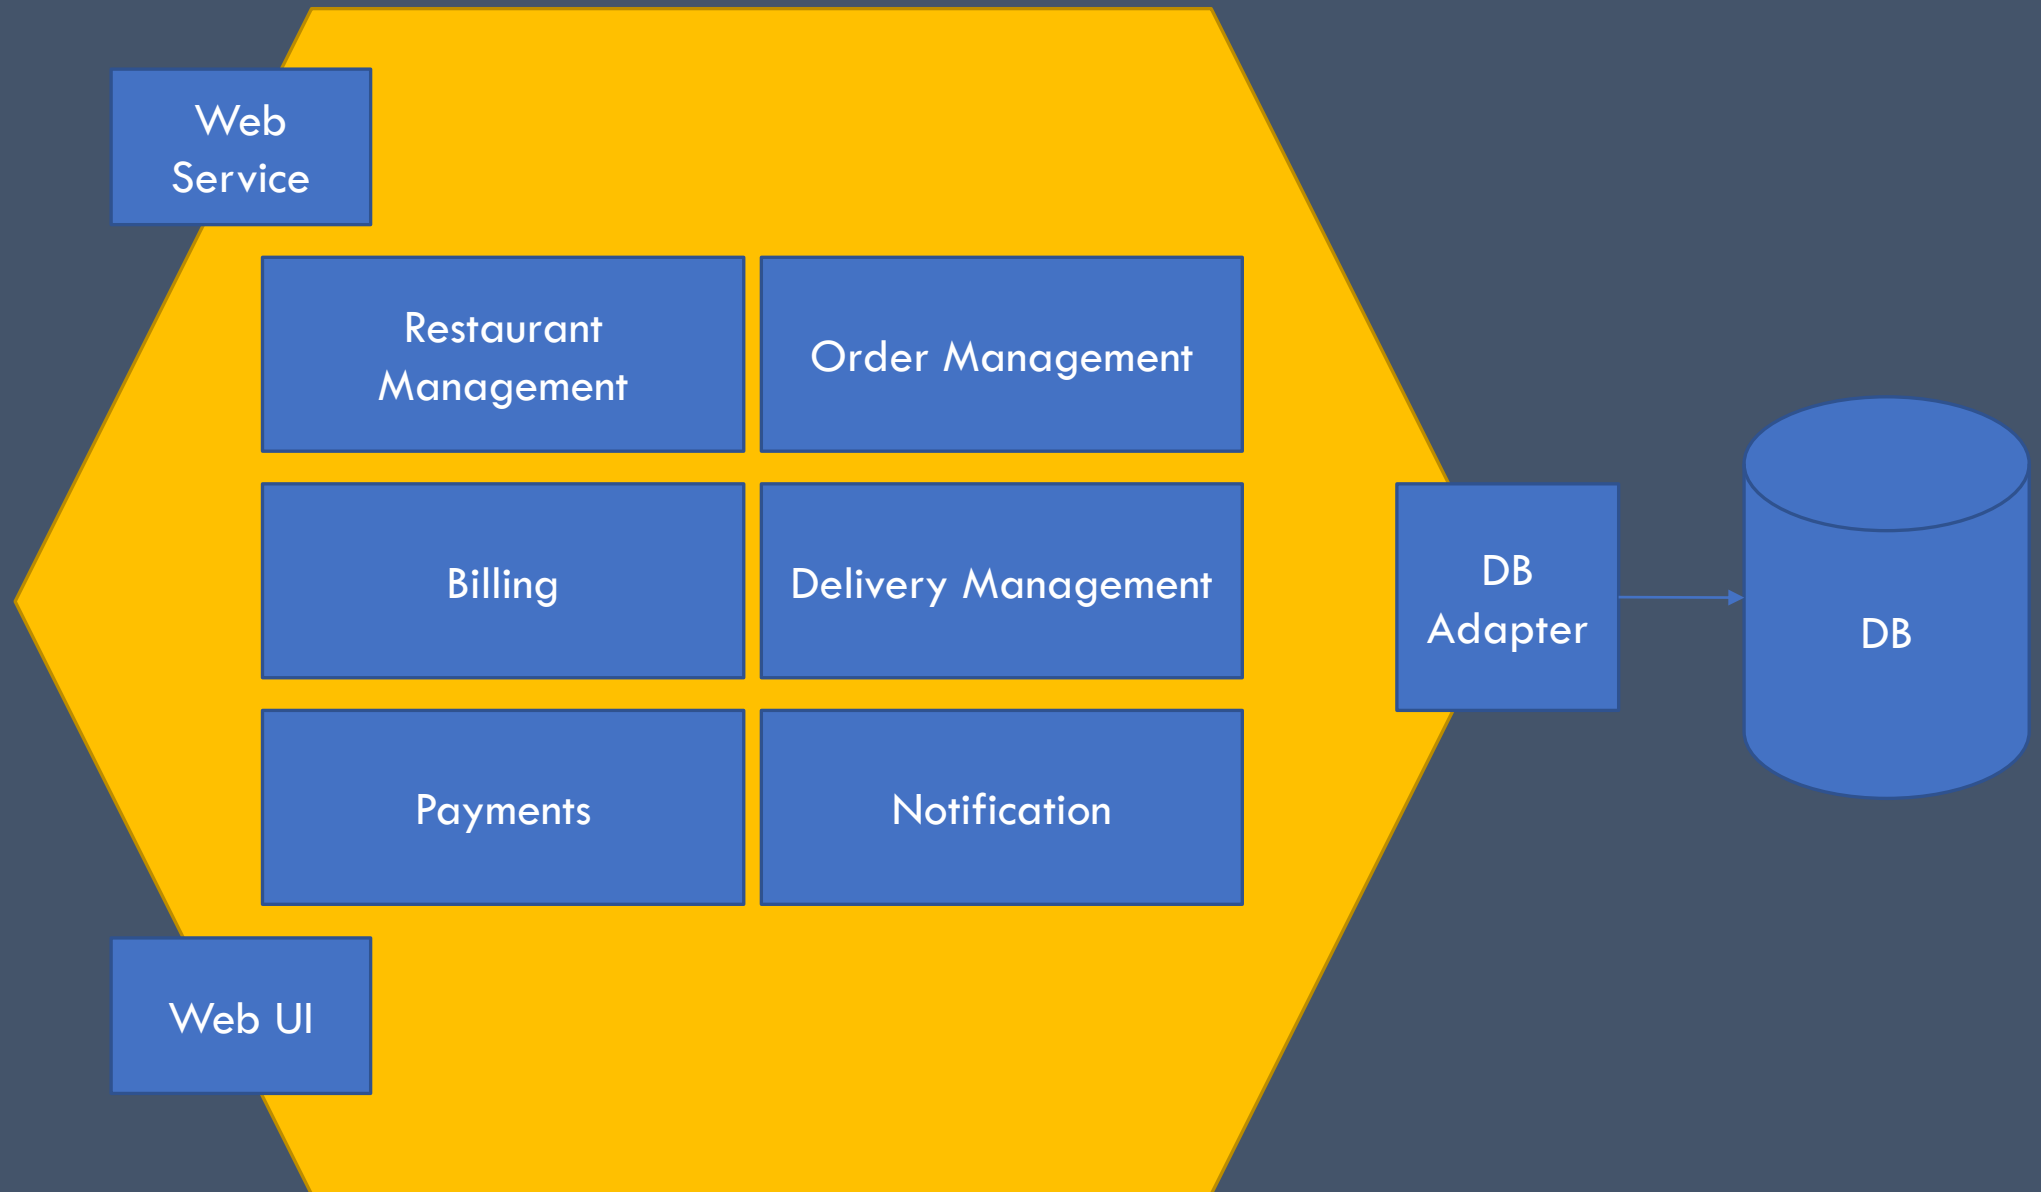 Web
Service
Restaurant
Management
Order Management
Billing
Delivery Management
DB
Adapter
DB
Payments
Notification
Web UI